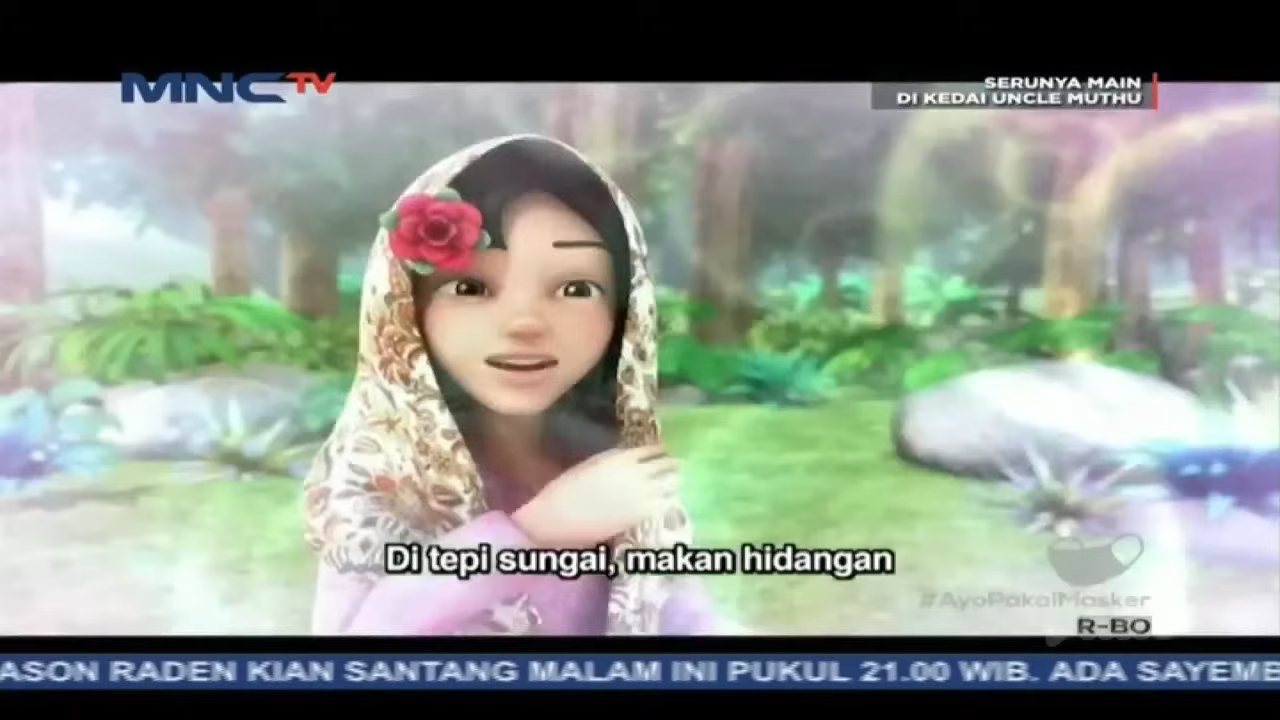 MNCTV
SERUNYA MAIN
DI KEDAI UNCLE MUTHU
Di tepi sungai, makan hidangan
#AyoPakaiMasker
R-BO
ASON RADEN KIAN SANTANG MALAM INI PUKUL 21.00 WIB. ADA SAYEMB